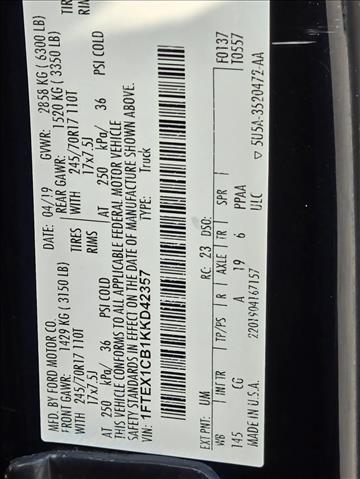 MFD. BY FORD MOTOR CO.
DATE: 04/19 GVWR: 2858 KG ( 6300 LB)
FRONT GAWR: 1429 KG (3150 LB) REAR GAWR: 1520 KG ( 3350 LB)
WITH 245/70R17 110T TIRES WITH 245/70R17 110T TIRES
17x7.5J RIMS 17x7.5J RIMS
AT 250 kPa/ 36 PSI COLD AT 250 kPa/ 36 PSI COLD
THIS VEHICLE CONFORMS TO ALL APPLICABLE FEDERAL MOTOR VEHICLE
SAFETY STANDARDS IN EFFECT ON THE DATE OF MANUFACTURE SHOWN ABOVE.
VIN: 1FTEX1CB1KKD42357 TYPE: Truck
F0137
T0557
EXT PNT: UM RC: 23 DSO:
WB INT TR TP/PS R AXLE TR SPR
145 CG A 19 6 PPAA
2201904167157 ULC
MADE IN U.S.A. ▽ 5U5A-3520472-AA